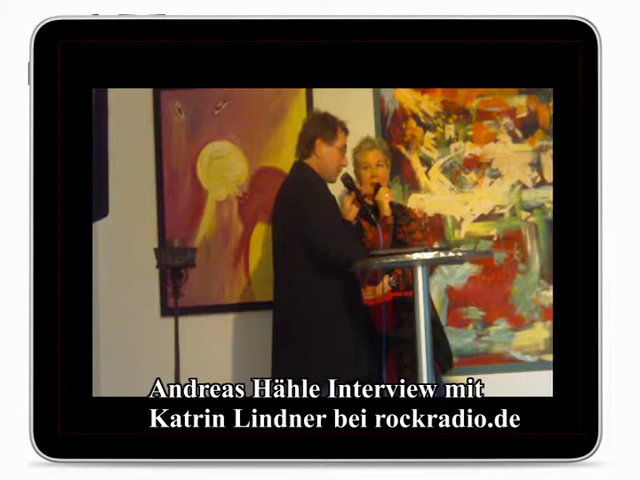 Andreas Hähle Interview mit
Katrin Lindner bei rockradio.de